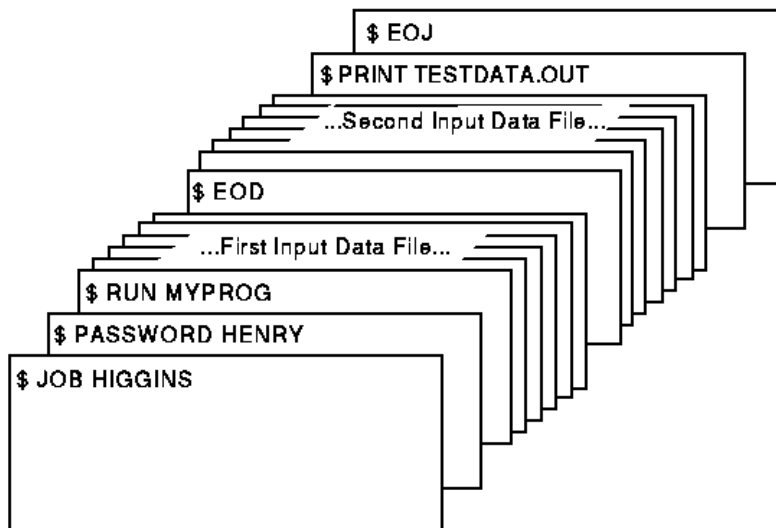 $ EOJ
$ PRINT TESTDATA.OUT
...Second Input Data File...
$ EOD
...First Input Data File...
$ RUN MYPROG
$ PASSWORD HENRY
$ JOB HIGGINS